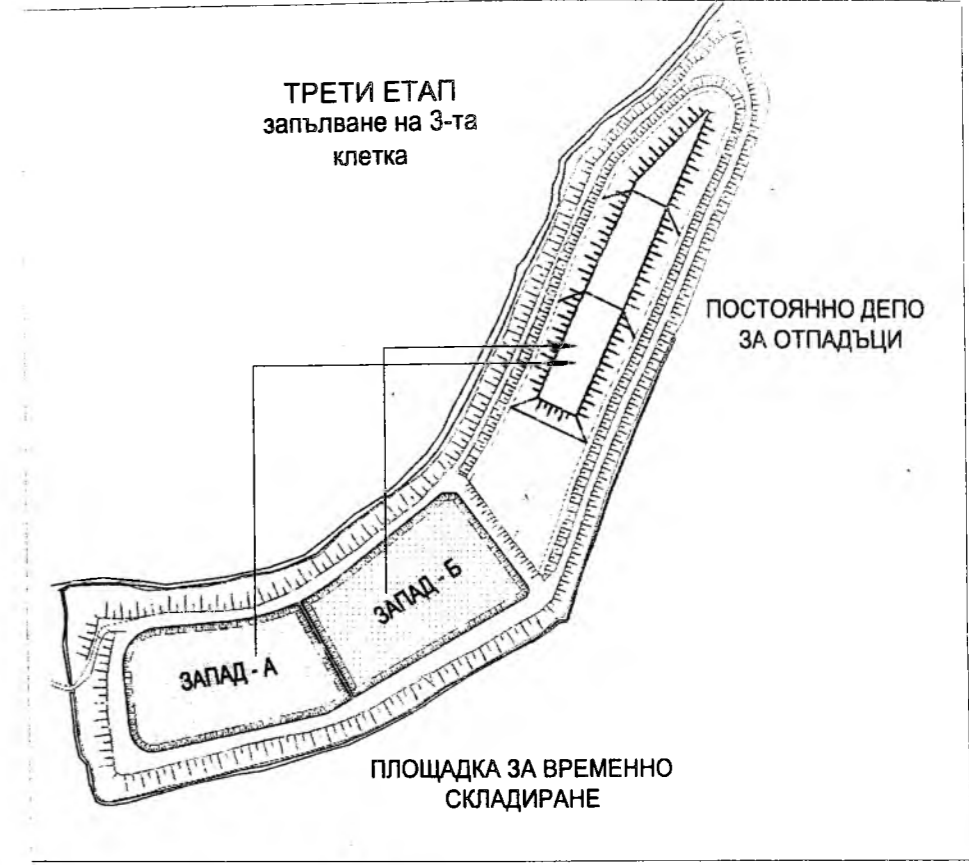 ТРЕТИ ЕТАП
запълване на 3-та
клетка
ПОСТОЯННО ДЕПО
ЗА ОТПАДЪЦИ
ЗАПАД - Б
ЗАПАД - А
ПЛОЩАДКА ЗА ВРЕМЕННО
СКЛАДИРАНЕ